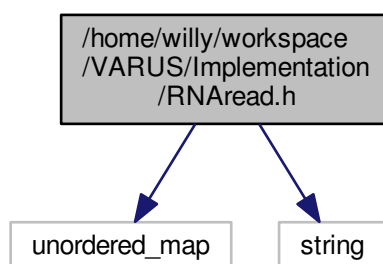 /home/willy/workspace
/VARUS/Implementation
/RNAread.h
unordered_map
string